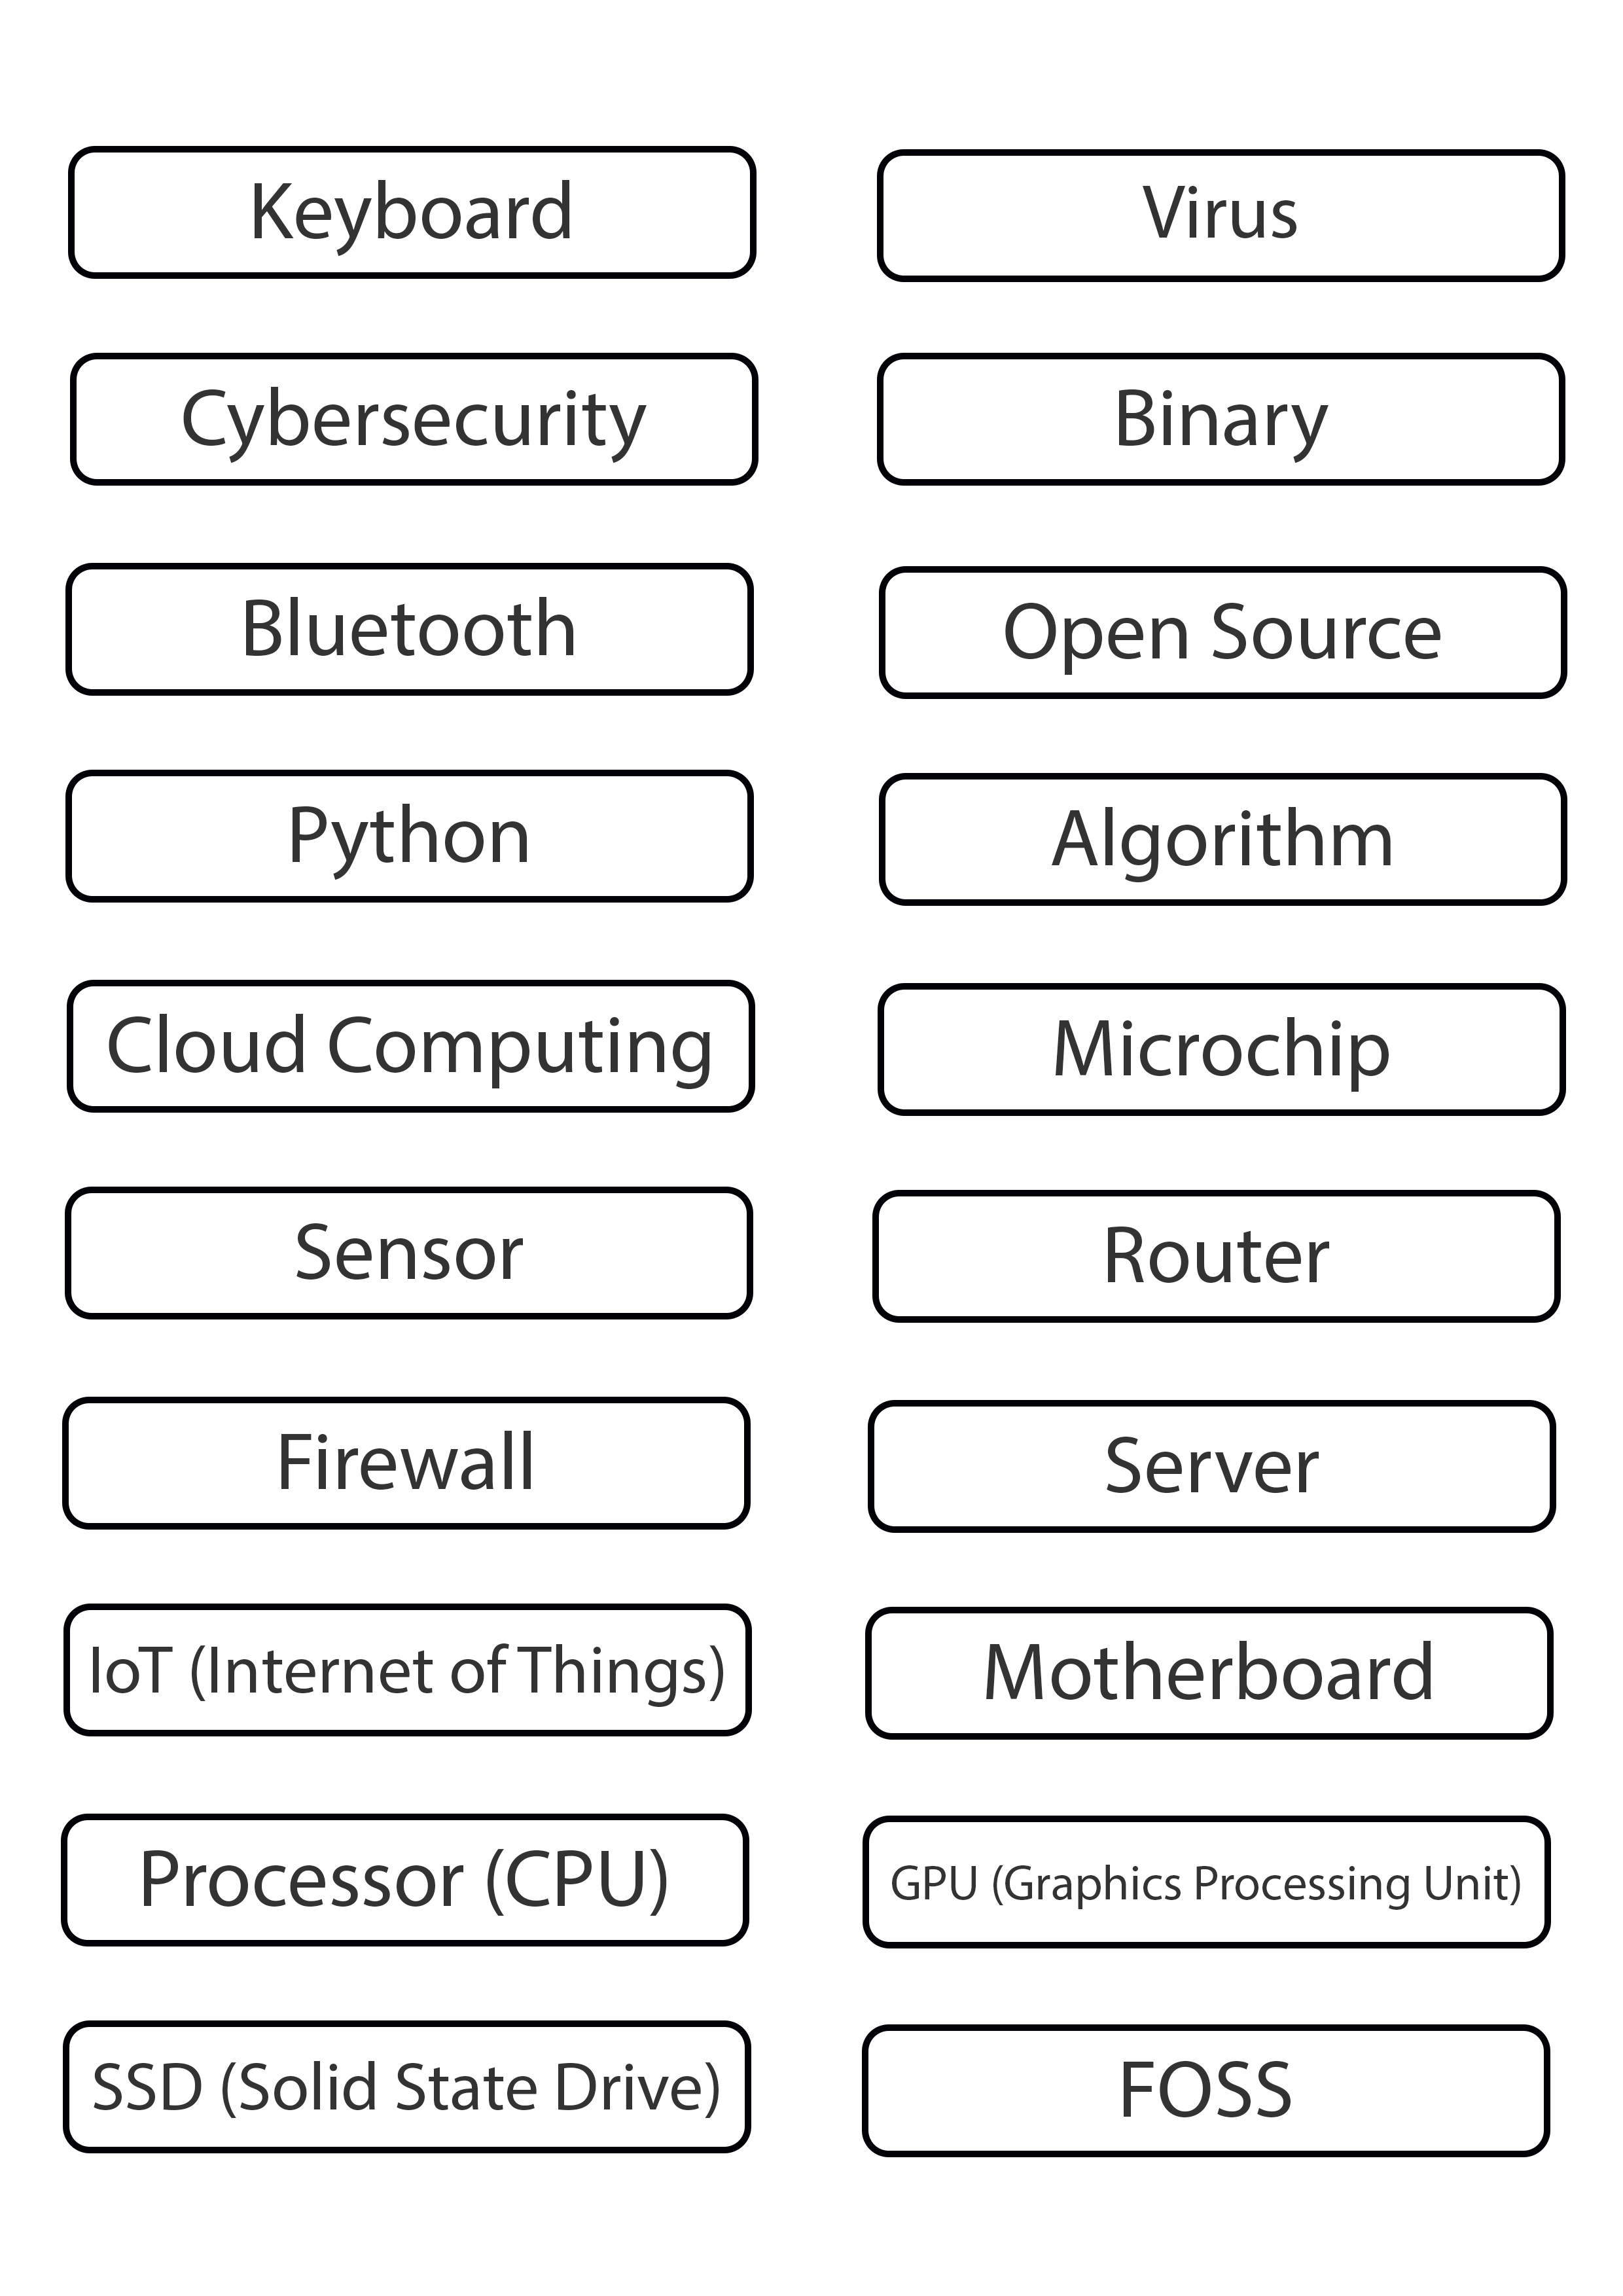 Keyboard
Virus
Cybersecurity
Binary
Bluetooth
Open Source
Python
Algorithm
Cloud Computing
Microchip
Sensor
Router
Firewall
Server
IoT (Internet of Things)
Motherboard
Processor (CPU)
GPU (Graphics Processing Unit)
SSD (Solid State Drive)
FOSS